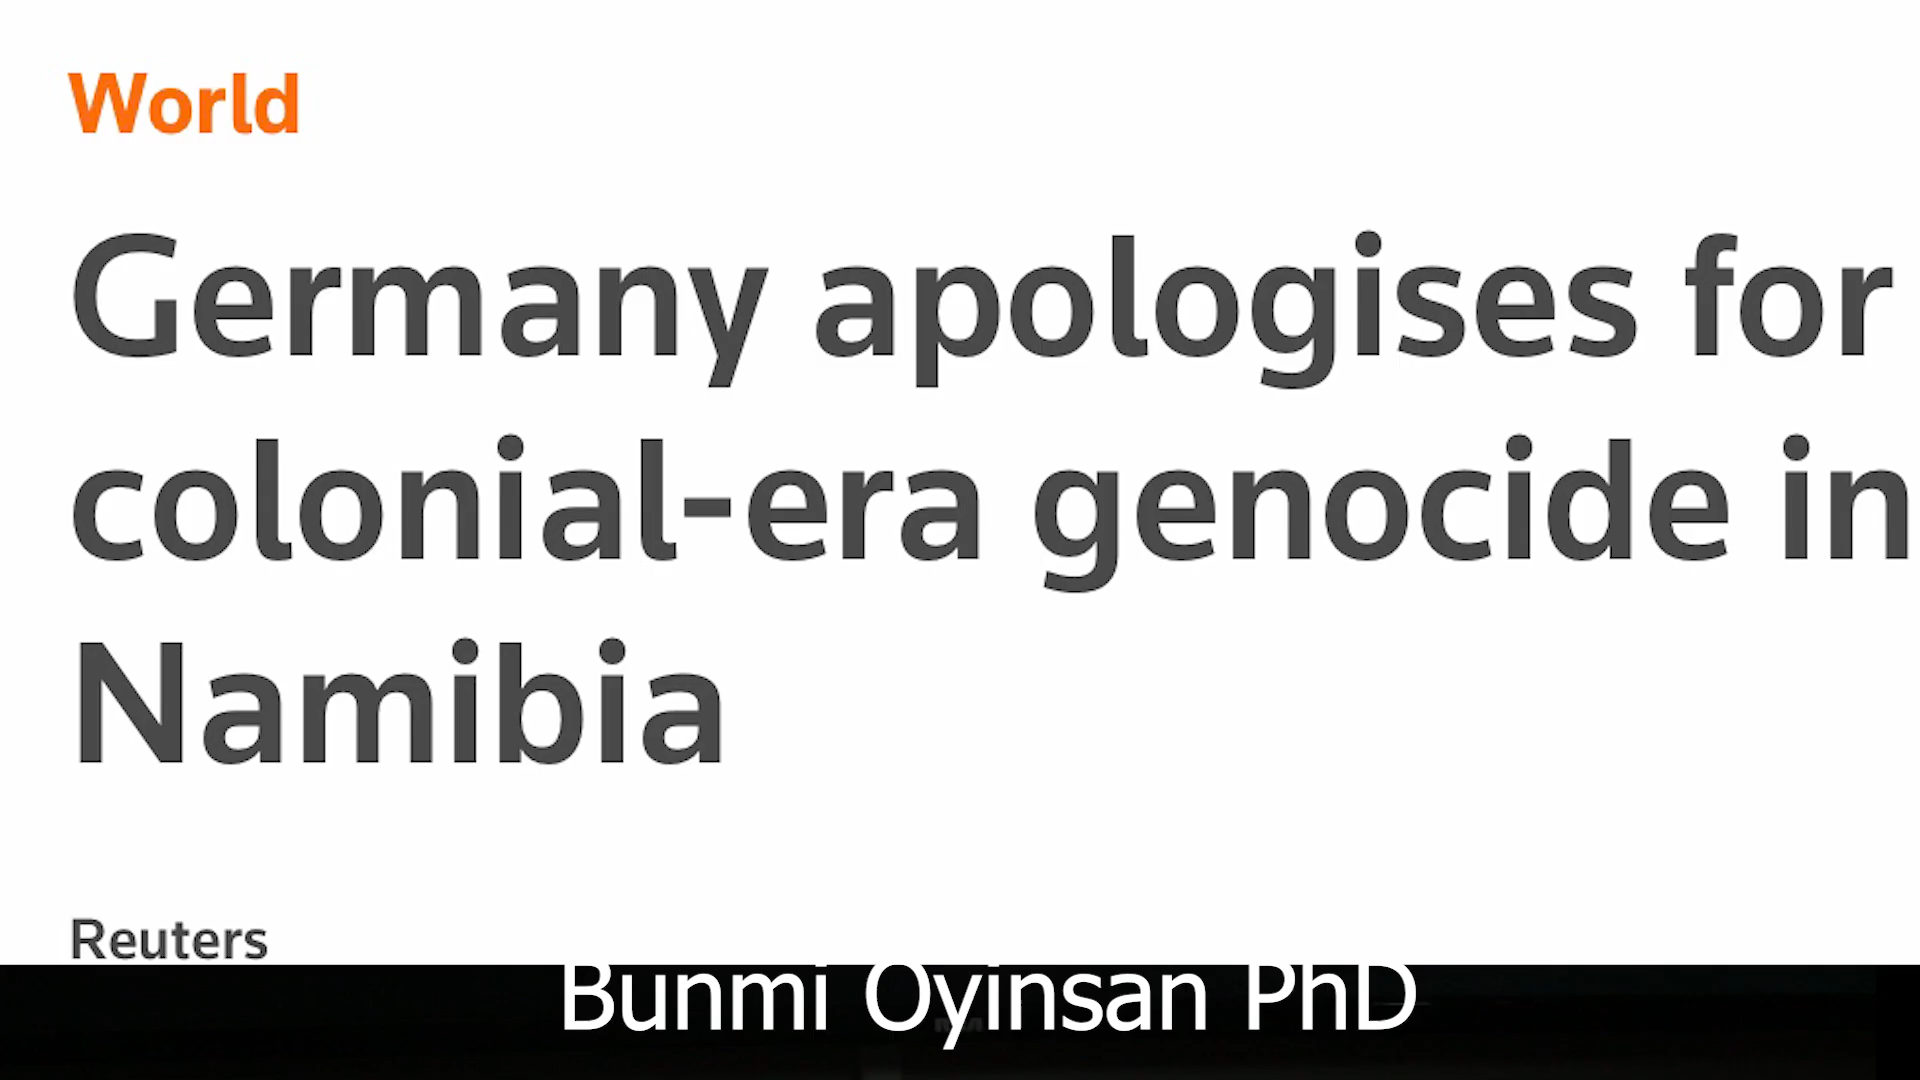 World
Germany apologises for
colonial-era genocide in
Namibia
Reuters
Bunmi Oyinsan PhD